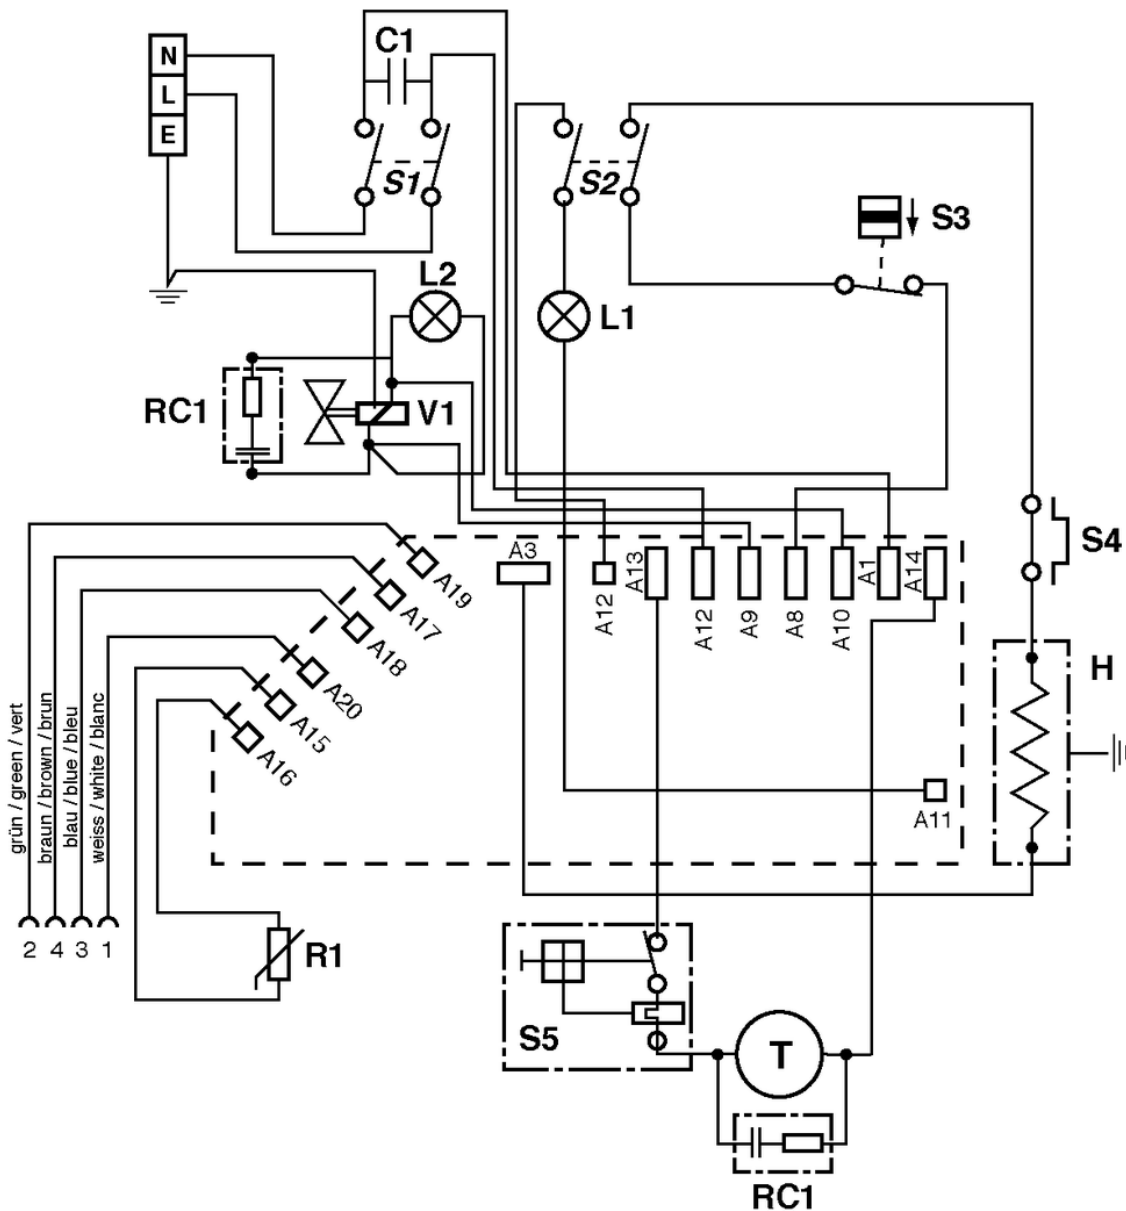 C1
N
L
E
S1
S2
S3
L2
L1
RC1
V1
S4
A3
A19
A17
A18
A20
A15
A16
A12
A13
A12
A9
A8
A10
A1
A14
H
A11
grün / green / vert
braun / brown / brun
blau / blue / bleu
weiss / white / blanc
2 4 3 1
R1
S5
T
RC1